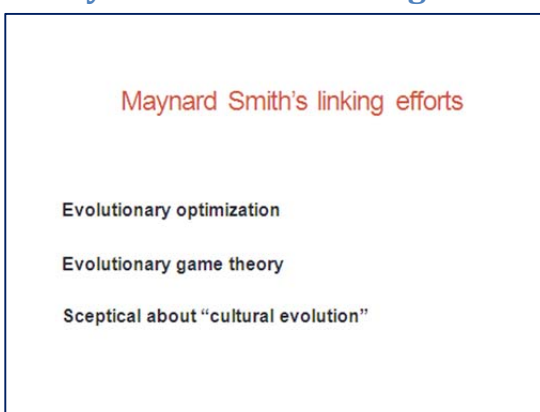 Maynard Smith’s linking efforts
Evolutionary optimization
Evolutionary game theory
Sceptical about “cultural evolution”